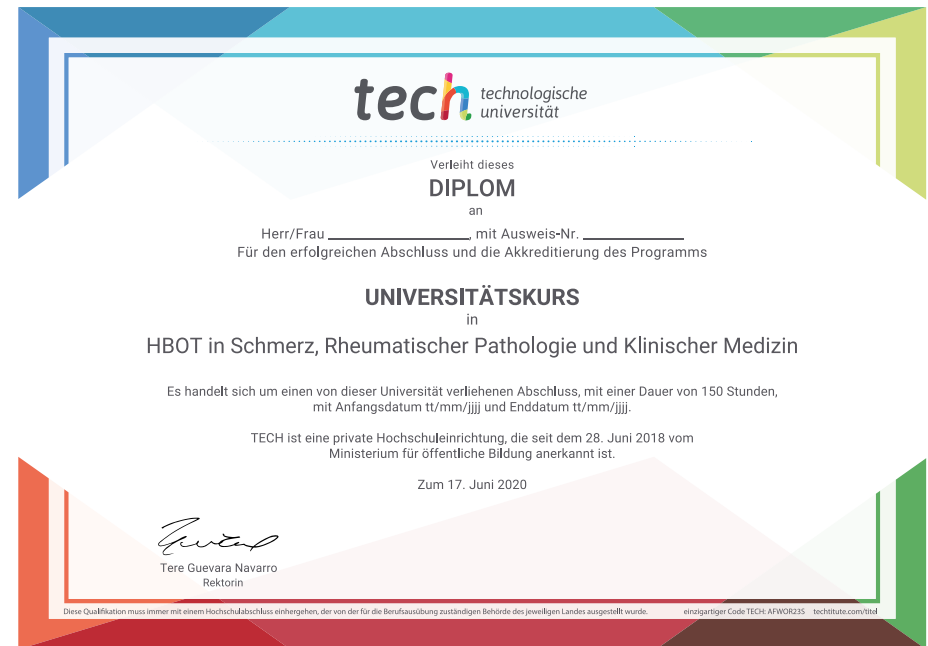 tech technologische
universität
Verleiht dieses
DIPLOM
an
Herr/Frau ____________________, mit Ausweis-Nr. ______________
Für den erfolgreichen Abschluss und die Akkreditierung des Programms
UNIVERSITÄTSKURS
in
HBOT in Schmerz, Rheumatischer Pathologie und Klinischer Medizin
Es handelt sich um einen von dieser Universität verliehenen Abschluss, mit einer Dauer von 150 Stunden,
mit Anfangsdatum tt/mm/jjjj und Enddatum tt/mm/jjjj.
TECH ist eine private Hochschuleinrichtung, die seit dem 28. Juni 2018 vom
Ministerium für öffentliche Bildung anerkannt ist.
Zum 17. Juni 2020
Tere Guevara Navarro
Rektorin
Diese Qualifikation muss immer mit einem Hochschulabschluss einhergehen, der von der für die Berufsausübung zuständigen Behörde des jeweiligen Landes ausgestellt wurde. einzigartiger Code TECH: AFWOR23S techtitute.com/titel